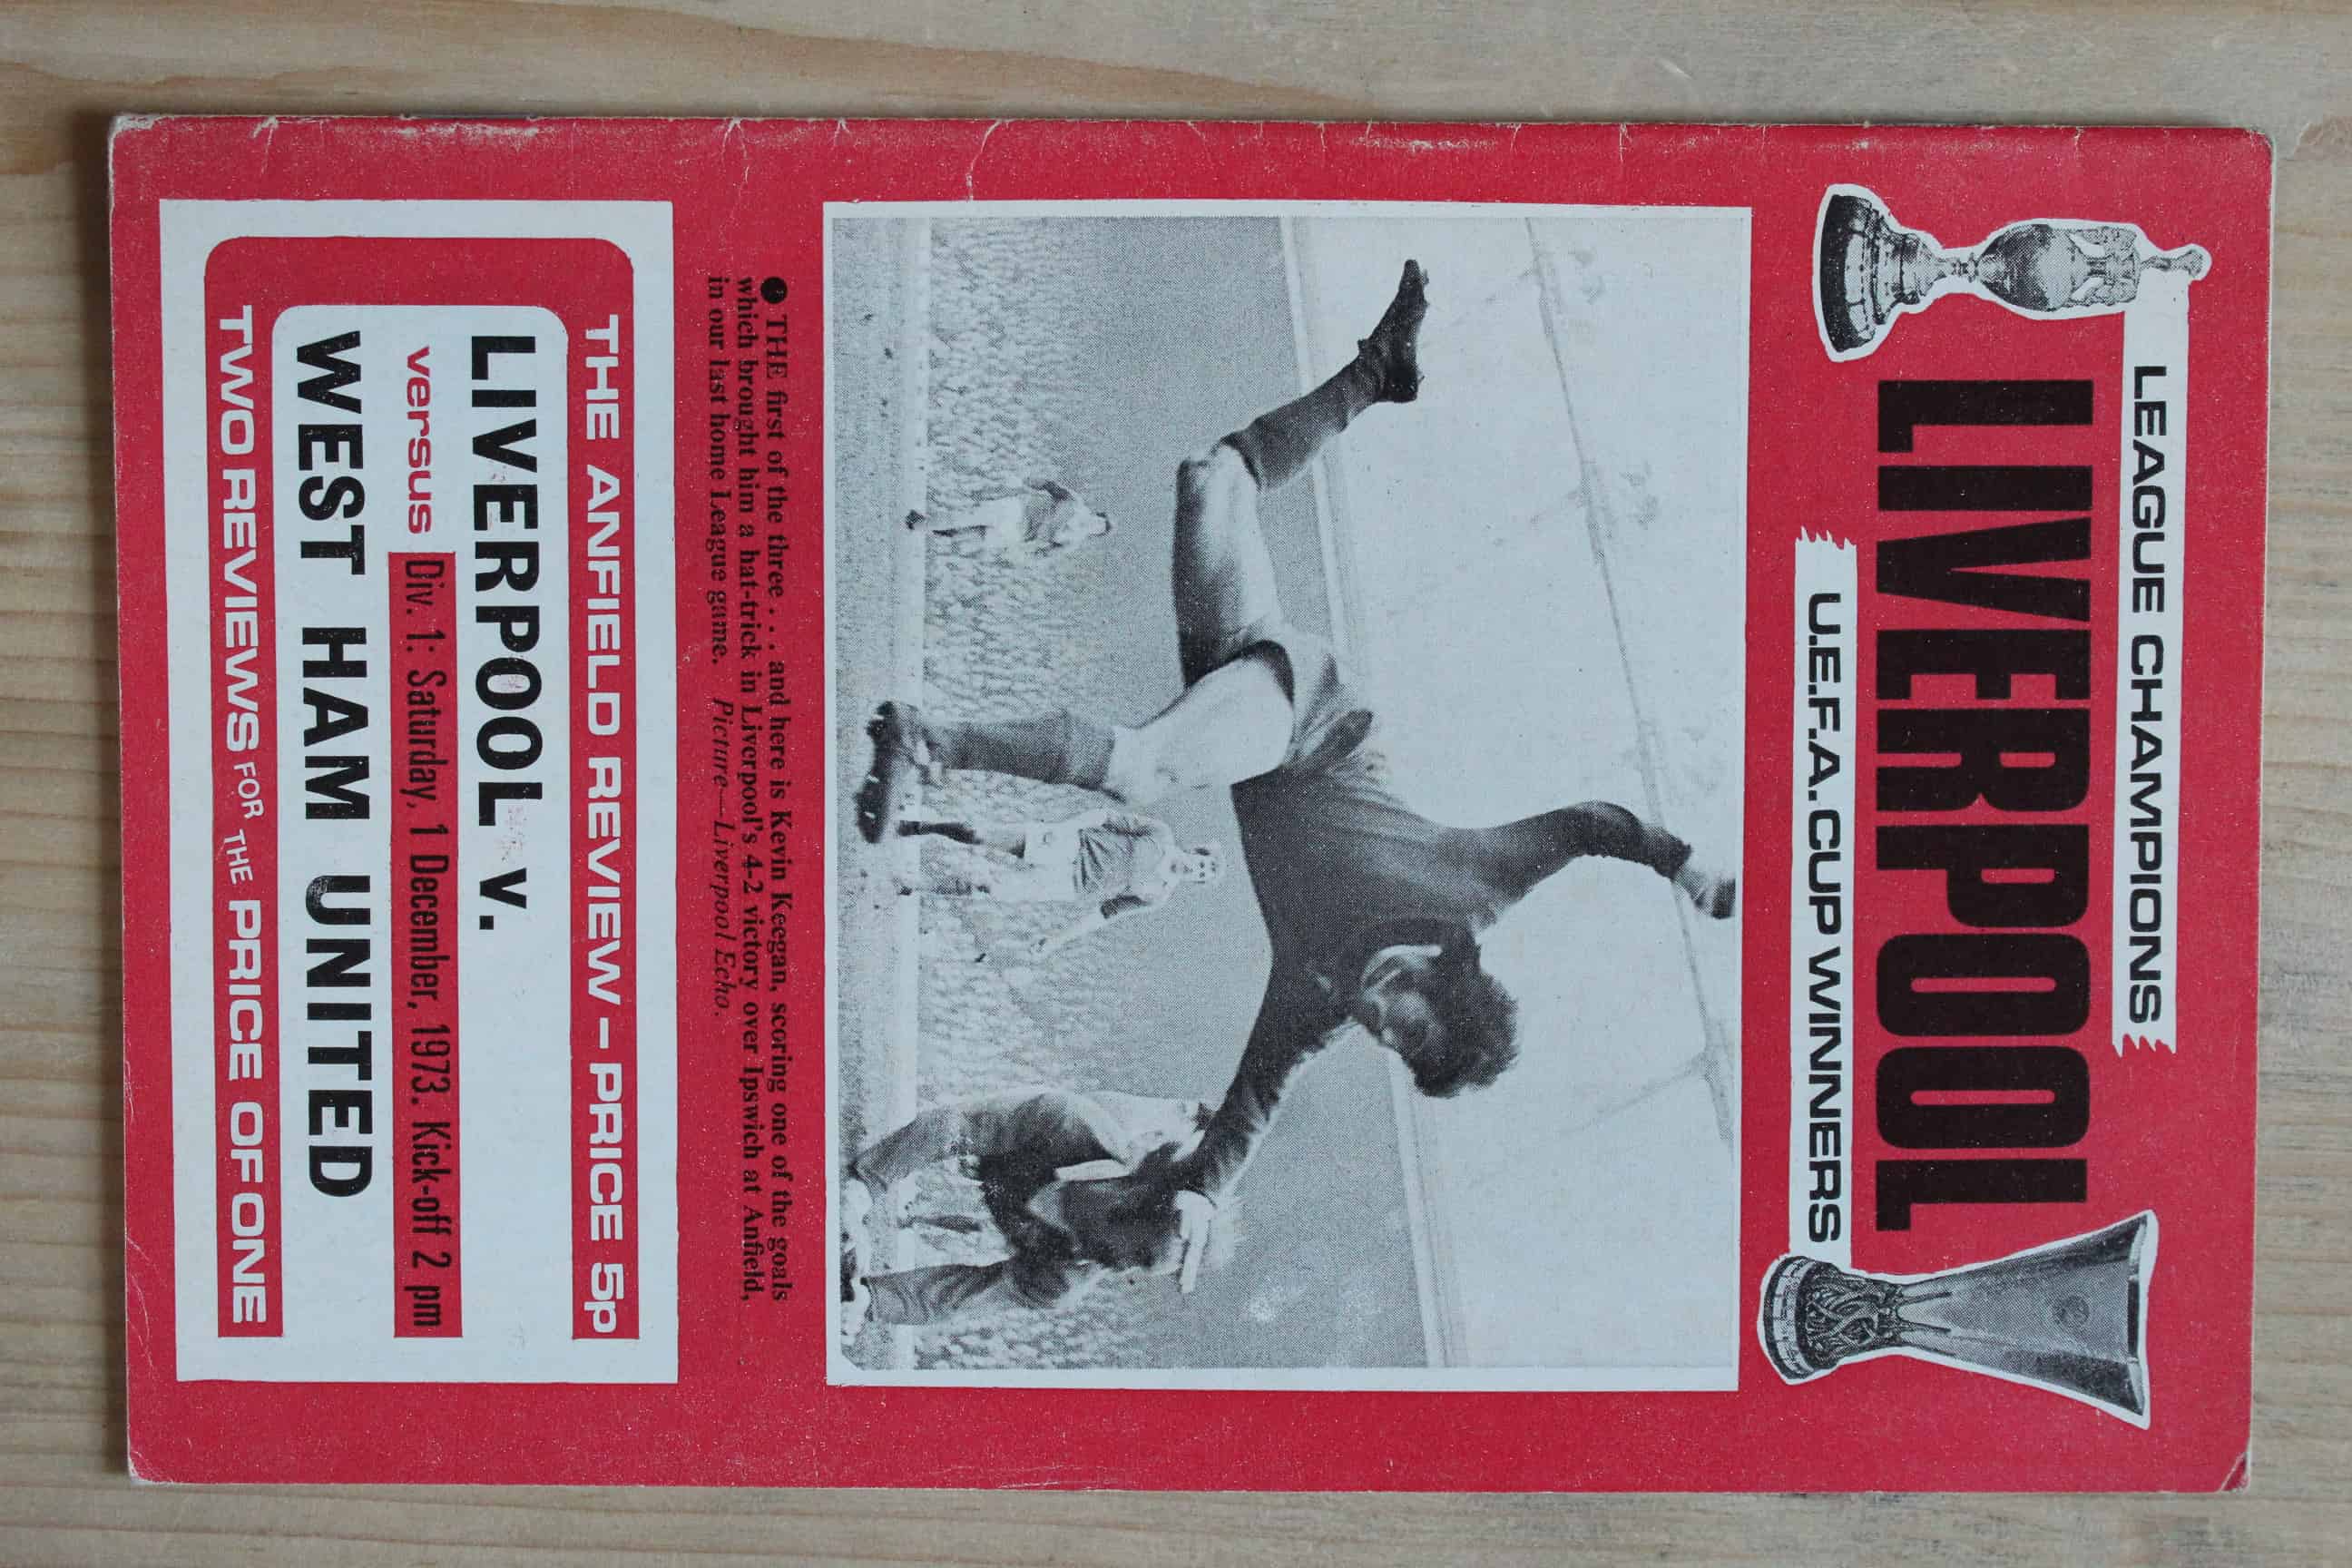 LEAGUE CHAMPIONS
LIVERPOOL
U.E.F.A. CUP WINNERS
● THE first of the three . . . and here is Kevin Keegan, scoring one of the goals
which brought him a hat-trick in Liverpool's 4-2 victory over Ipswich at Anfield,
in our last home League game. Picture—Liverpool Echo.
THE ANFIELD REVIEW – PRICE 5p
LIVERPOOL v.
versus Div. 1: Saturday, 1 December, 1973. Kick-off 2 pm
WEST HAM UNITED
TWO REVIEWS FOR THE PRICE OF ONE